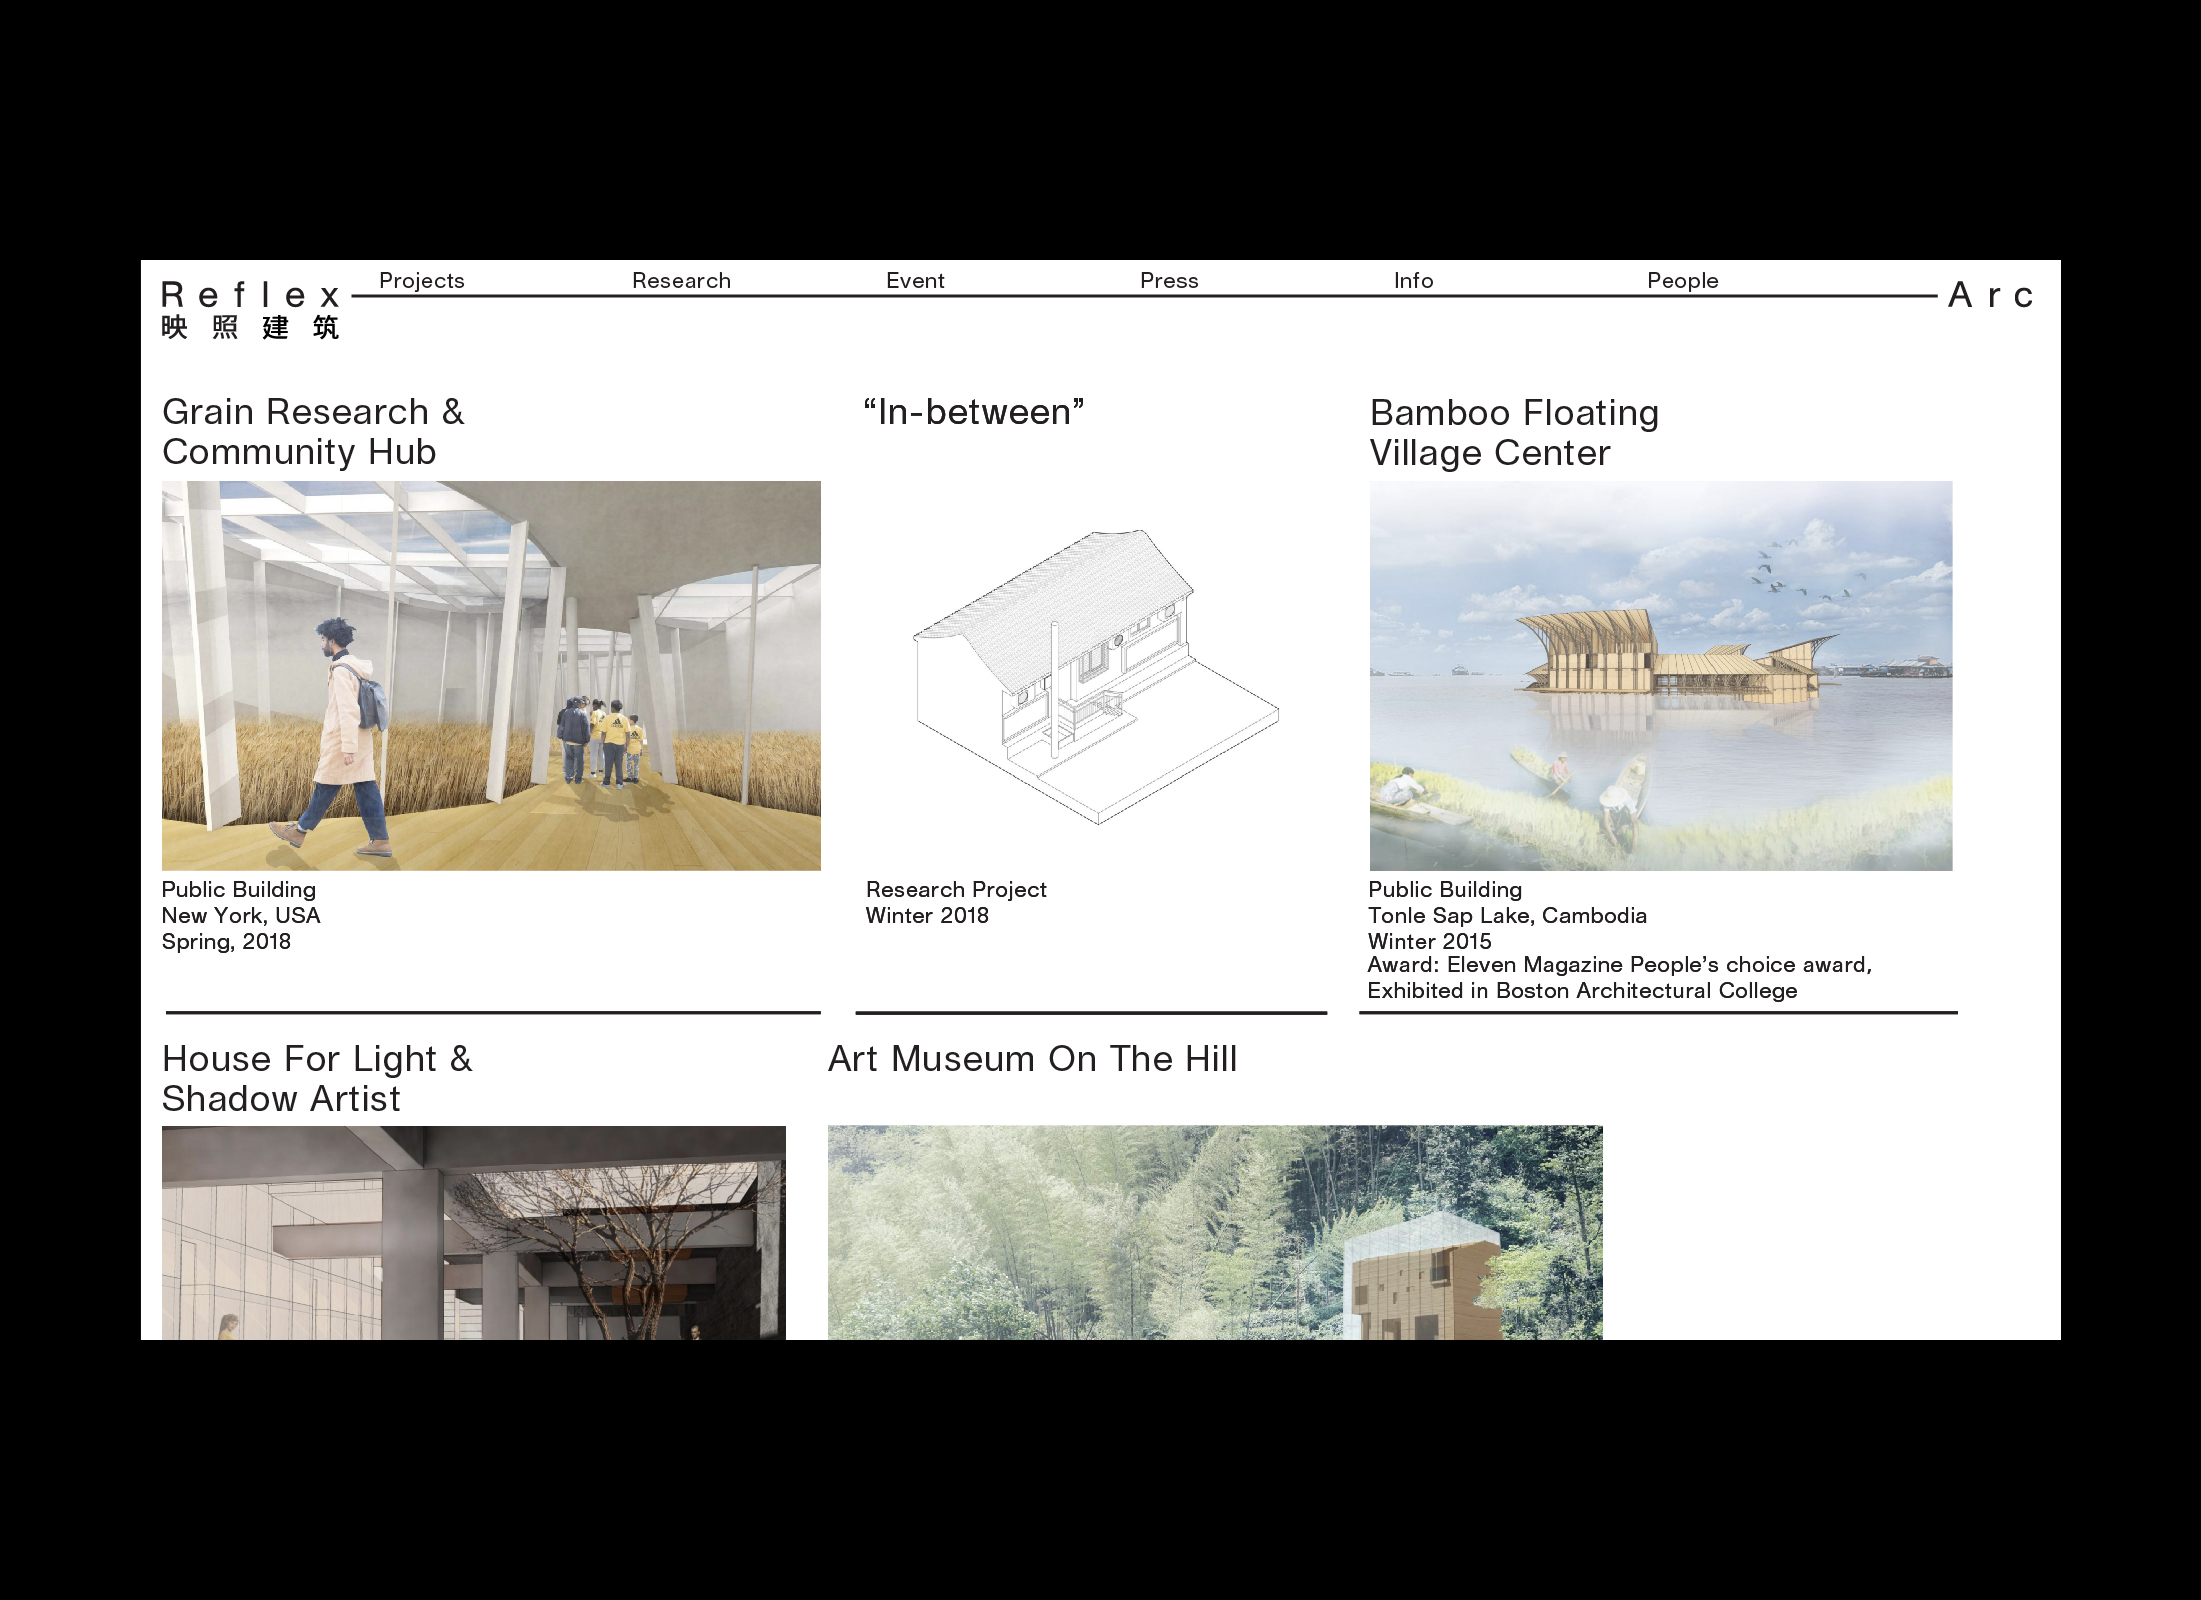 Reflex
映照建筑
Projects
Research
Event
Press
Info
People
Arc
Grain Research &
Community Hub
Public Building
New York, USA
Spring, 2018
“In-between”
Research Project
Winter 2018
Bamboo Floating
Village Center
Public Building
Tonle Sap Lake, Cambodia
Winter 2015
Award: Eleven Magazine People’s choice award,
Exhibited in Boston Architectural College
House For Light &
Shadow Artist
Art Museum On The Hill